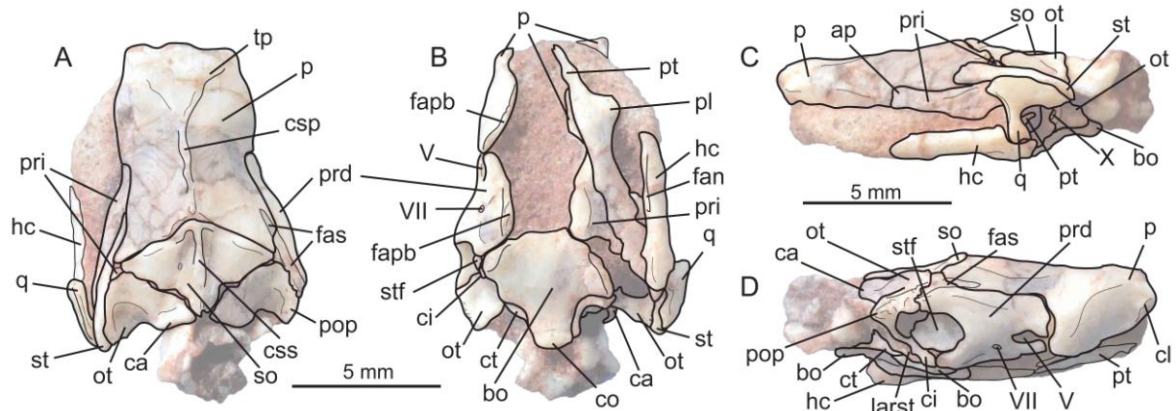 A
tp
p
csp
pri
prd
hc
fas
q
pop
st
ot
ca
so
css
5 mm
B
p
pt
fapb
pl
V
hc
fan
VII
pri
fapb
q
stf
ci
ot
ct
bo
co
ca
ot
st
C
p
ap
pri
so
ot
st
ot
hc
q
pt
X
bo
5 mm
D
ca
ot
stf
so
fas
prd
p
pop
bo
ct
hc
larst
ci
bo
VII
V
pt
cl